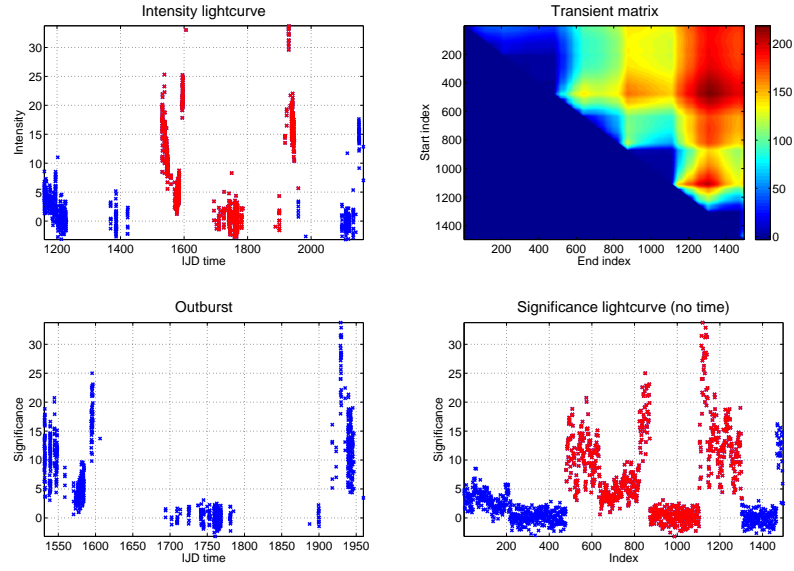 Intensity lightcurve
Intensity
30
25
20
15
10
5
0
1200 1400 1600 1800 2000
IJD time
Transient matrix
Start index
200
400
600
800
1000
1200
1400
0 200 400 600 800 1000 1200 1400
End index
200
150
100
50
0
Outburst
Significance
30
25
20
15
10
5
0
1550 1600 1650 1700 1750 1800 1850 1900 1950
IJD time
Significance lightcurve (no time)
Significance
30
25
20
15
10
5
0
200 400 600 800 1000 1200 1400
Index